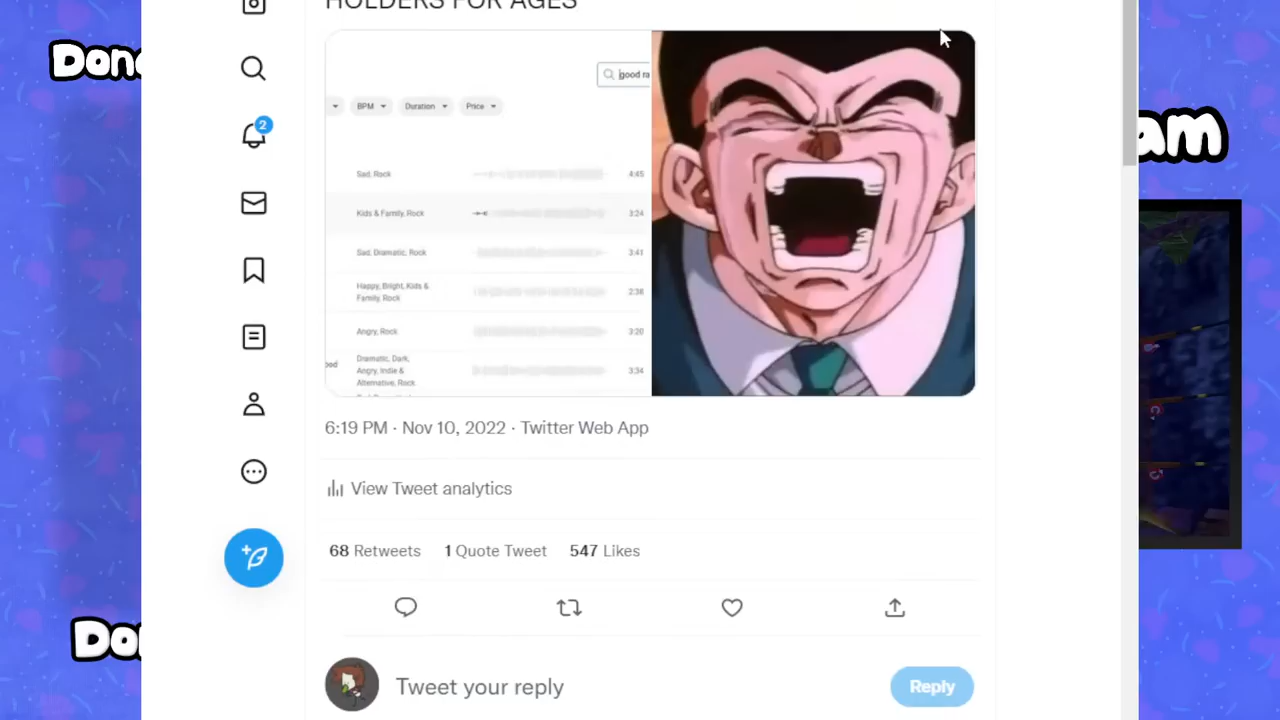 HOLDERS FOR AGES
good ra
BPM
Duration
Price
Sad, Rock
4:45
Kids & Family, Rock
3:24
Sad, Dramatic, Rock
3:41
Happy, Bright, Kids &
Family, Rock
2:38
Angry, Rock
3:20
Dramatic, Dark,
Angry, Indie &
Alternative, Rock
3:34
6:19 PM · Nov 10, 2022 · Twitter Web App
View Tweet analytics
68 Retweets 1 Quote Tweet 547 Likes
Tweet your reply
Reply
2
Dono
am
Do